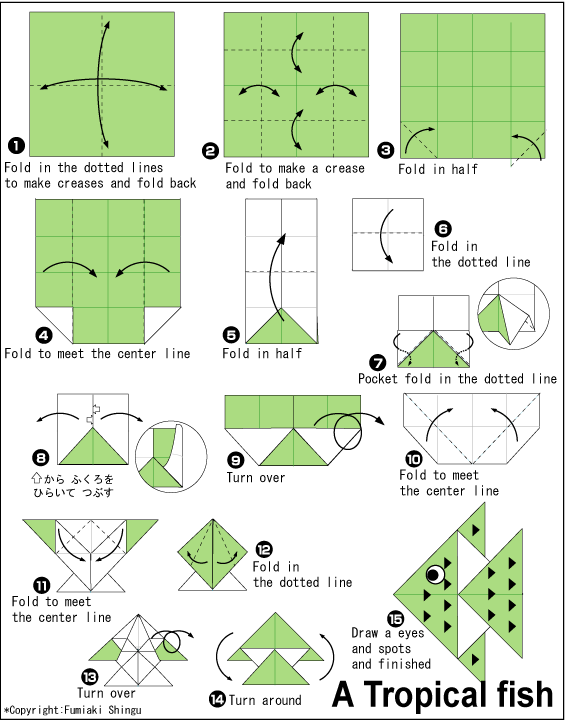 1
Fold in the dotted lines
to make creases and fold back
2
Fold to make a crease
and fold back
3
Fold in half
4
Fold to meet the center line
5
Fold in half
6
Fold in
the dotted line
7
Pocket fold in the dotted line
8
⇧から ふくろを
ひらいて つぶす
9
Turn over
10
Fold to meet
the center line
11
Fold to meet
the center line
12
Fold in
the dotted line
13
Turn over
14 Turn around
15
Draw a eyes
and spots
and finished
A Tropical fish
*Copyright:Fumiaki Shingu